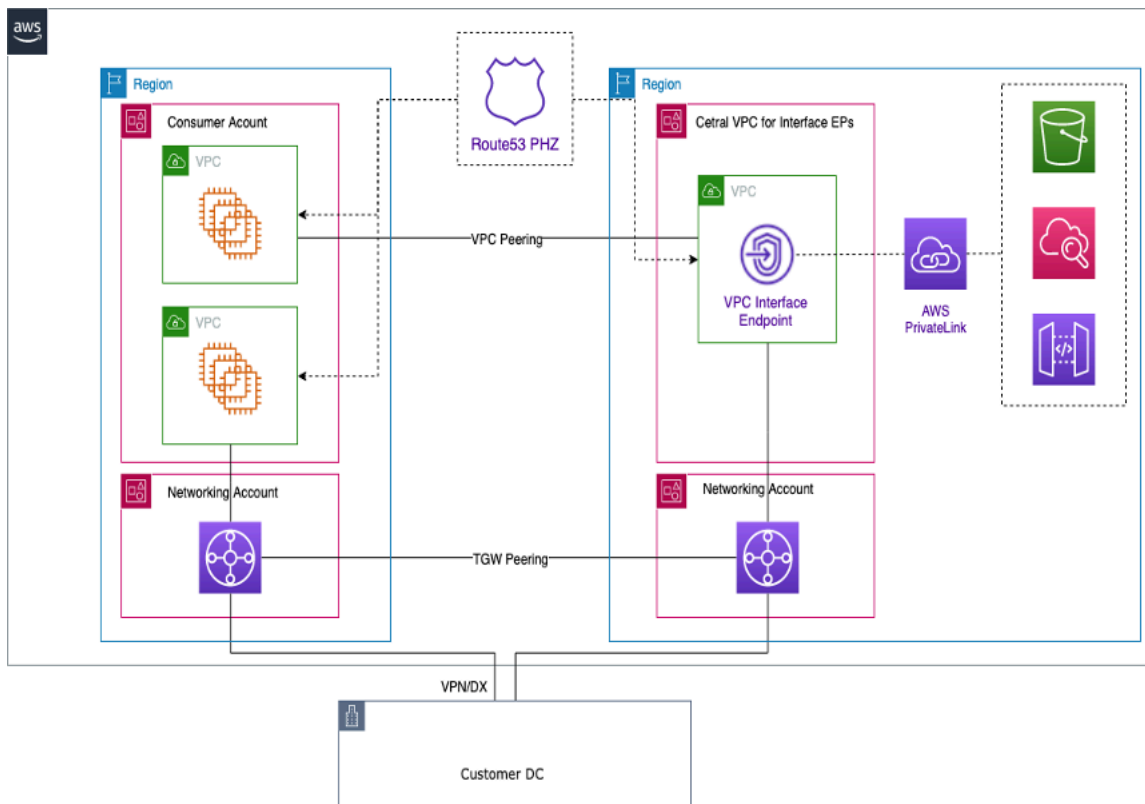 aws
Region
Consumer Acount
VPC
VPC
Networking Account
Route53 PHZ
VPC Peering
TGW Peering
Region
Cetral VPC for Interface EPs
VPC
VPC Interface
Endpoint
AWS
PrivateLink
Networking Account
VPN/DX
Customer DC